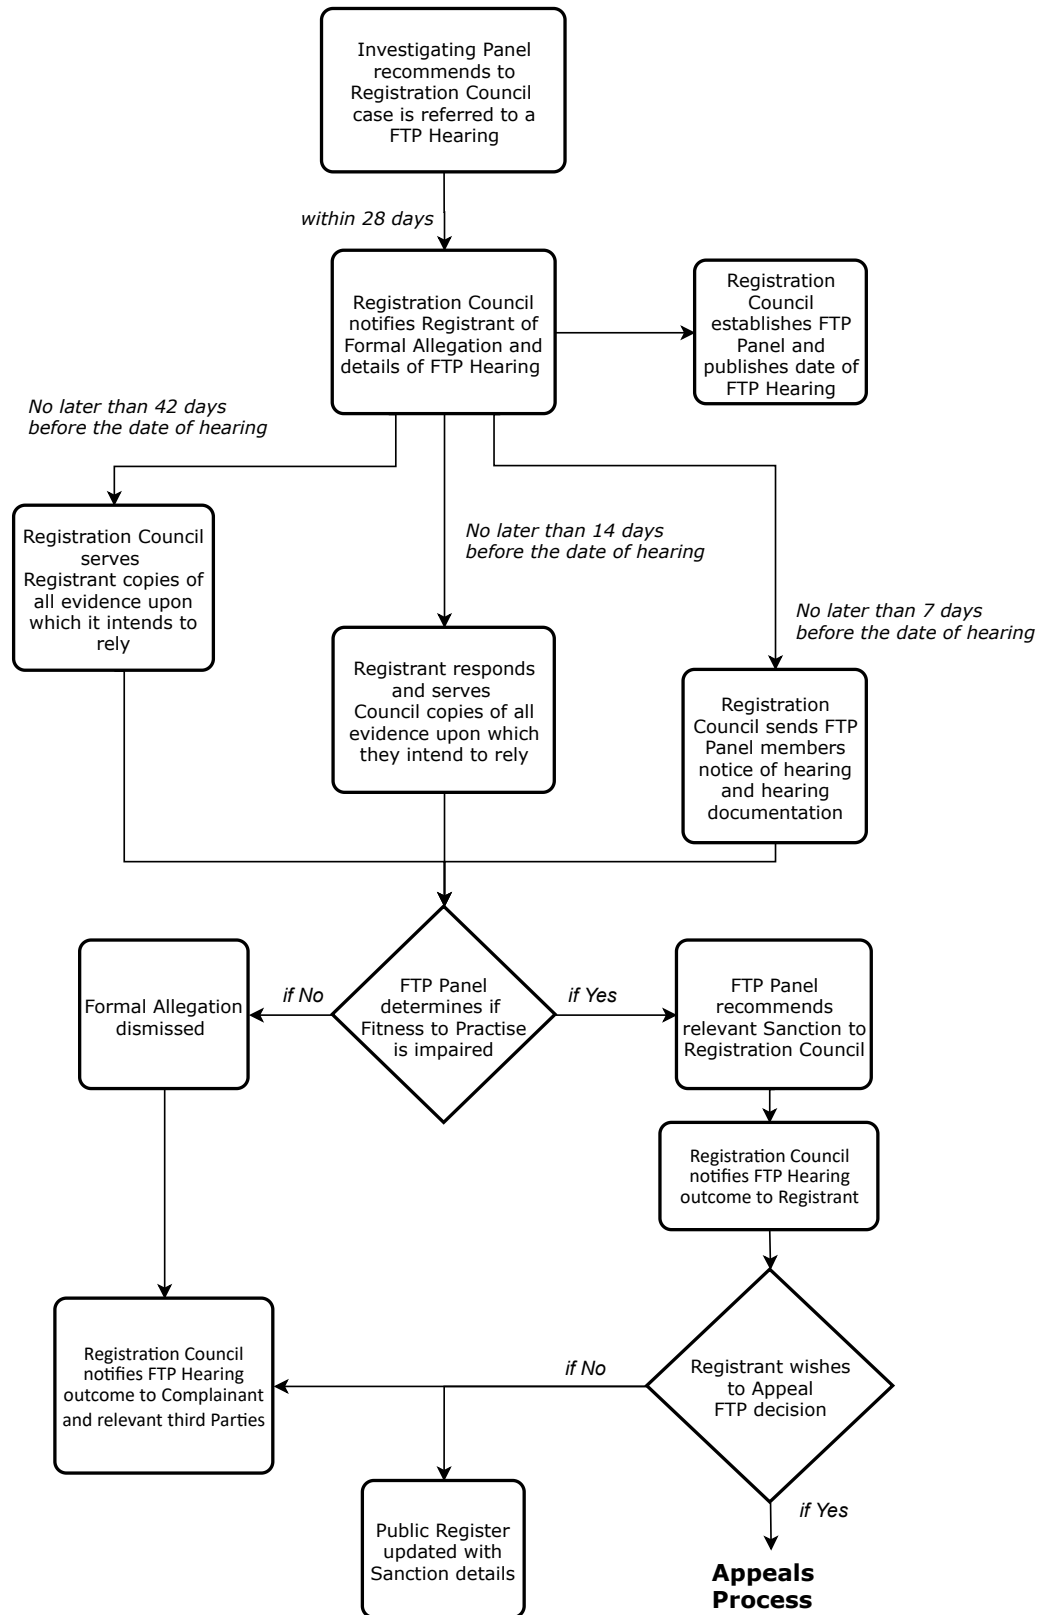 Investigating Panel
recommends to
Registration Council
case is referred to a
FTP Hearing
within 28 days
Registration Council
notifies Registrant of
Formal Allegation and
details of FTP Hearing
Registration
Council
establishes FTP
Panel and
publishes date of
FTP Hearing
No later than 42 days
before the date of hearing
Registration Council
serves
Registrant copies of
all evidence upon
which it intends to
rely
No later than 14 days
before the date of hearing
Registrant responds
and serves
Council copies of all
evidence upon which
they intend to rely
No later than 7 days
before the date of hearing
Registration
Council sends FTP
Panel members
notice of hearing
and hearing
documentation
FTP Panel
determines if
Fitness to Practise
is impaired
if No
Formal Allegation
dismissed
if Yes
FTP Panel
recommends
relevant Sanction to
Registration Council
Registration Council
notifies FTP Hearing
outcome to Registrant
Registrant wishes
to Appeal
FTP decision
if No
Registration Council
notifies FTP Hearing
outcome to Complainant
and relevant third Parties
Public Register
updated with
Sanction details
if Yes
Appeals
Process